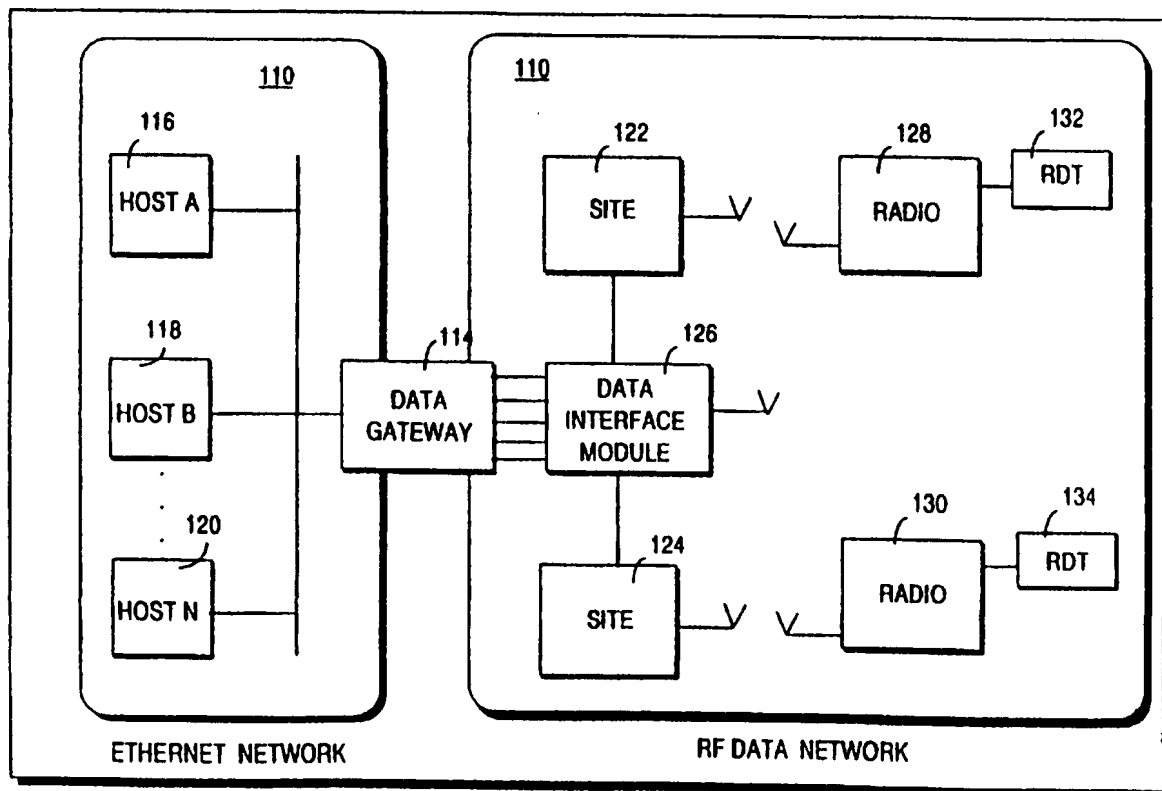 110
116
HOST A
118
HOST B
120
HOST N
ETHERNET NETWORK
114
DATA
GATEWAY
110
122
SITE
128
RADIO
132
RDT
126
DATA
INTERFACE
MODULE
124
SITE
130
RADIO
134
RDT
RF DATA NETWORK